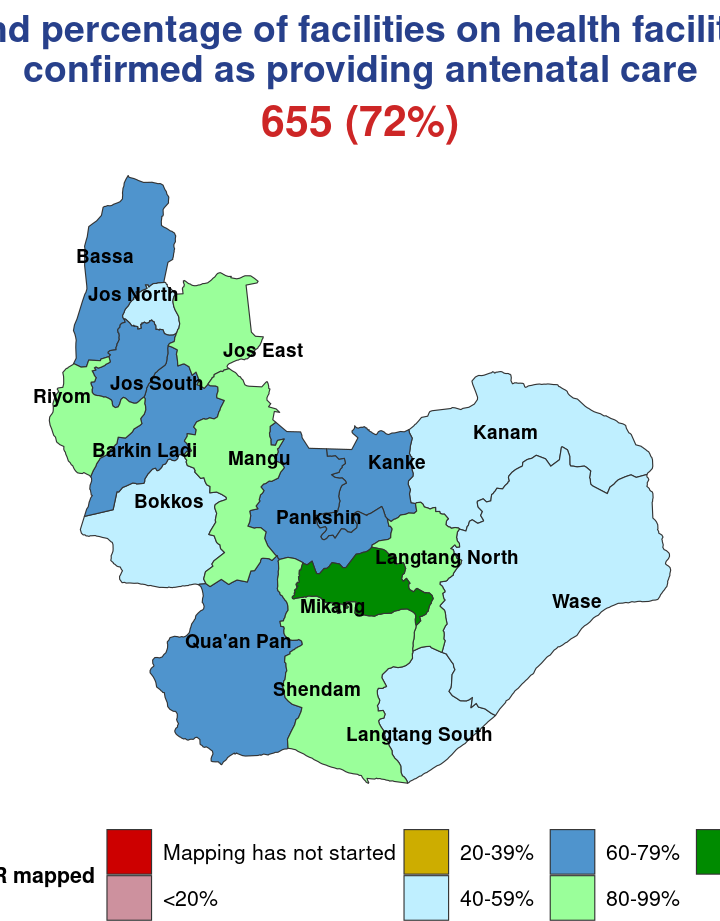 nd percentage of facilities on health facilit
confirmed as providing antenatal care
655 (72%)
Bassa
Jos North
Jos East
Jos South
Riyom
Kanam
Barkin Ladi
Mangu
Kanke
Bokkos
Pankshin
Langtang North
Wase
Mikang
Qua'an Pan
Shendam
Langtang South
R mapped
Mapping has not started
20-39%
60-79%
<20%
40-59%
80-99%